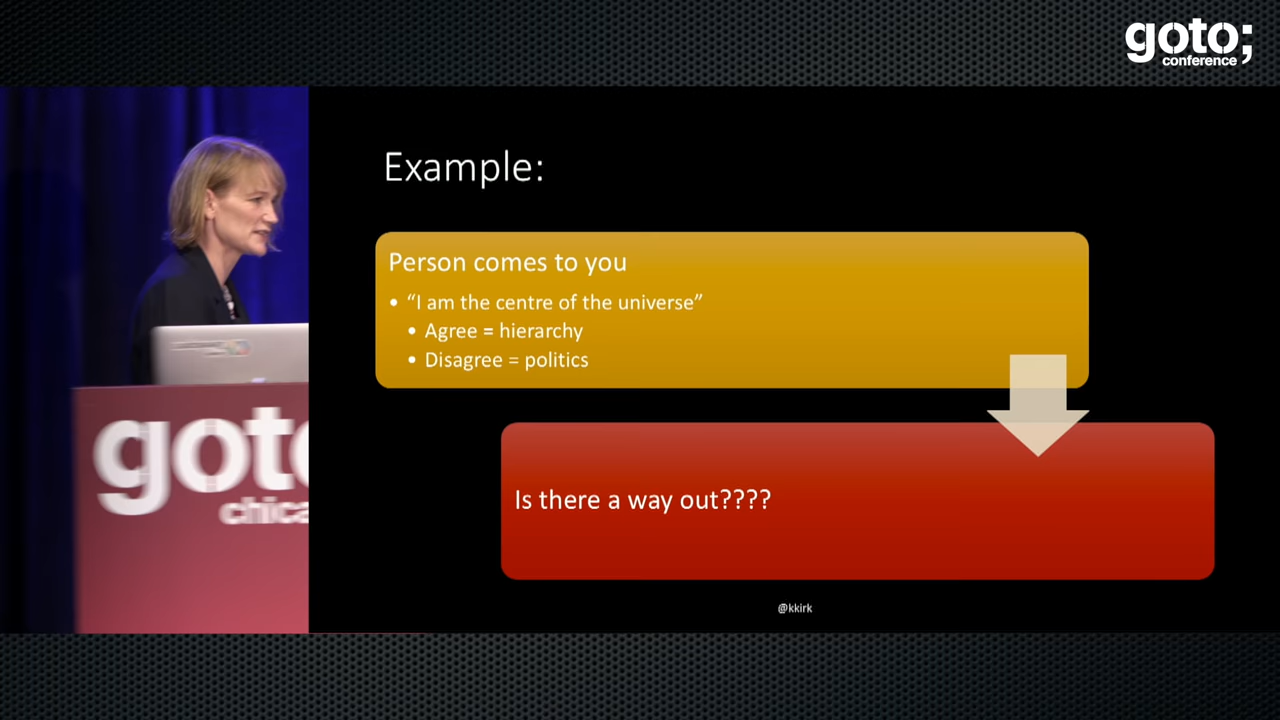 goto;
conference
Example:
Person comes to you
• “I am the centre of the universe”
• Agree = hierarchy
• Disagree = politics
Is there a way out????
@kkirk
goto
chica